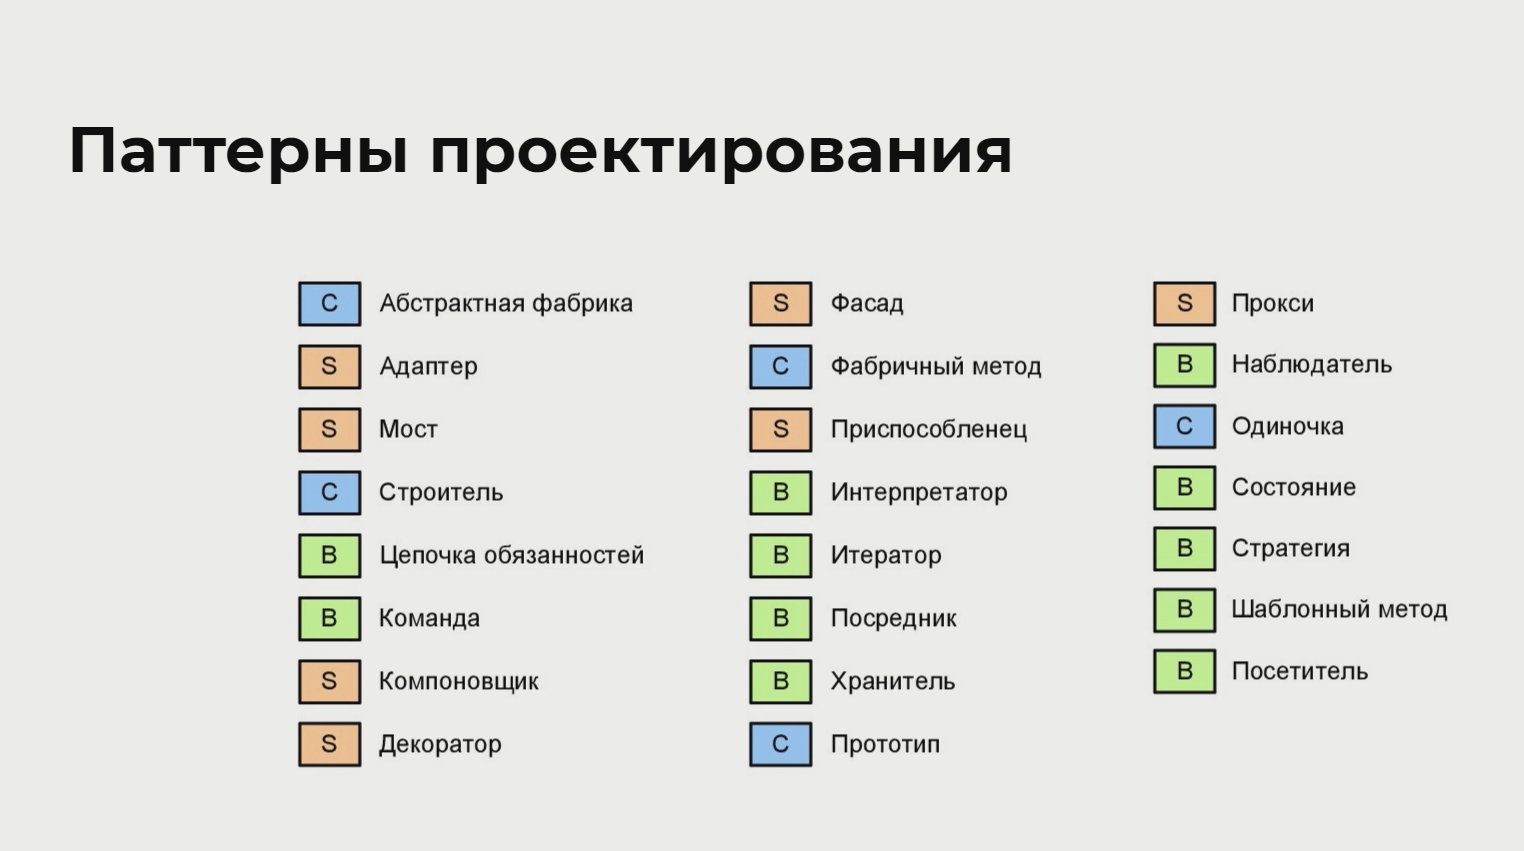 Паттерны проектирования
C Абстрактная фабрика
S Адаптер
S Мост
C Строитель
B Цепочка обязанностей
B Команда
S Компоновщик
S Декоратор
S Фасад
C Фабричный метод
S Приспособленец
B Интерпретатор
B Итератор
B Посредник
B Хранитель
C Прототип
S Прокси
B Наблюдатель
C Одиночка
B Состояние
B Стратегия
B Шаблонный метод
B Посетитель